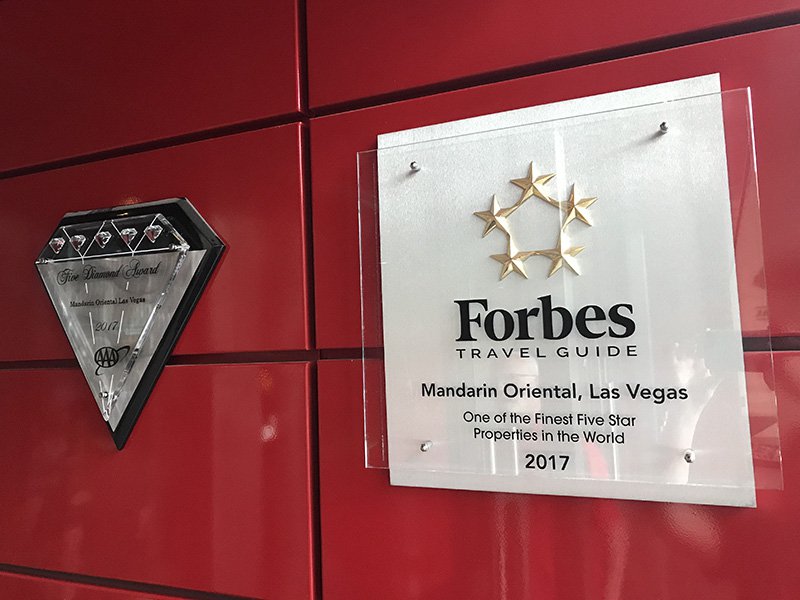 Five Diamond Award
Mandarin Oriental Las Vegas
2017
AAA
Forbes
TRAVEL GUIDE
Mandarin Oriental, Las Vegas
One of the Finest Five Star
Properties in the World
2017